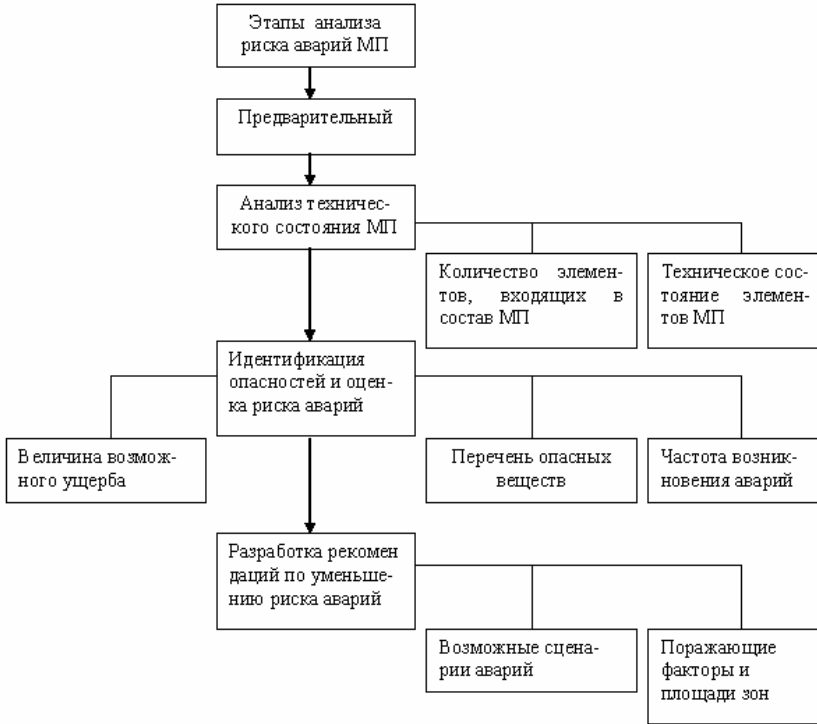 Этапы анализа
риска аварий МП
Предварительный
Анализ техничес-
кого состояния МП
Количество элемен-
тов, входящих в
состав МП
Техническое сос-
тояние элемен-
тов МП
Идентификация
опасностей и оцен-
ка риска аварий
Величина возмож-
ного ущерба
Перечень опасных
веществ
Частота возник-
новения аварий
Разработка рекомен
даций по уменьше-
нию риска аварий
Возможные сцена-
рии аварий
Поражающие
факторы и
площади зон